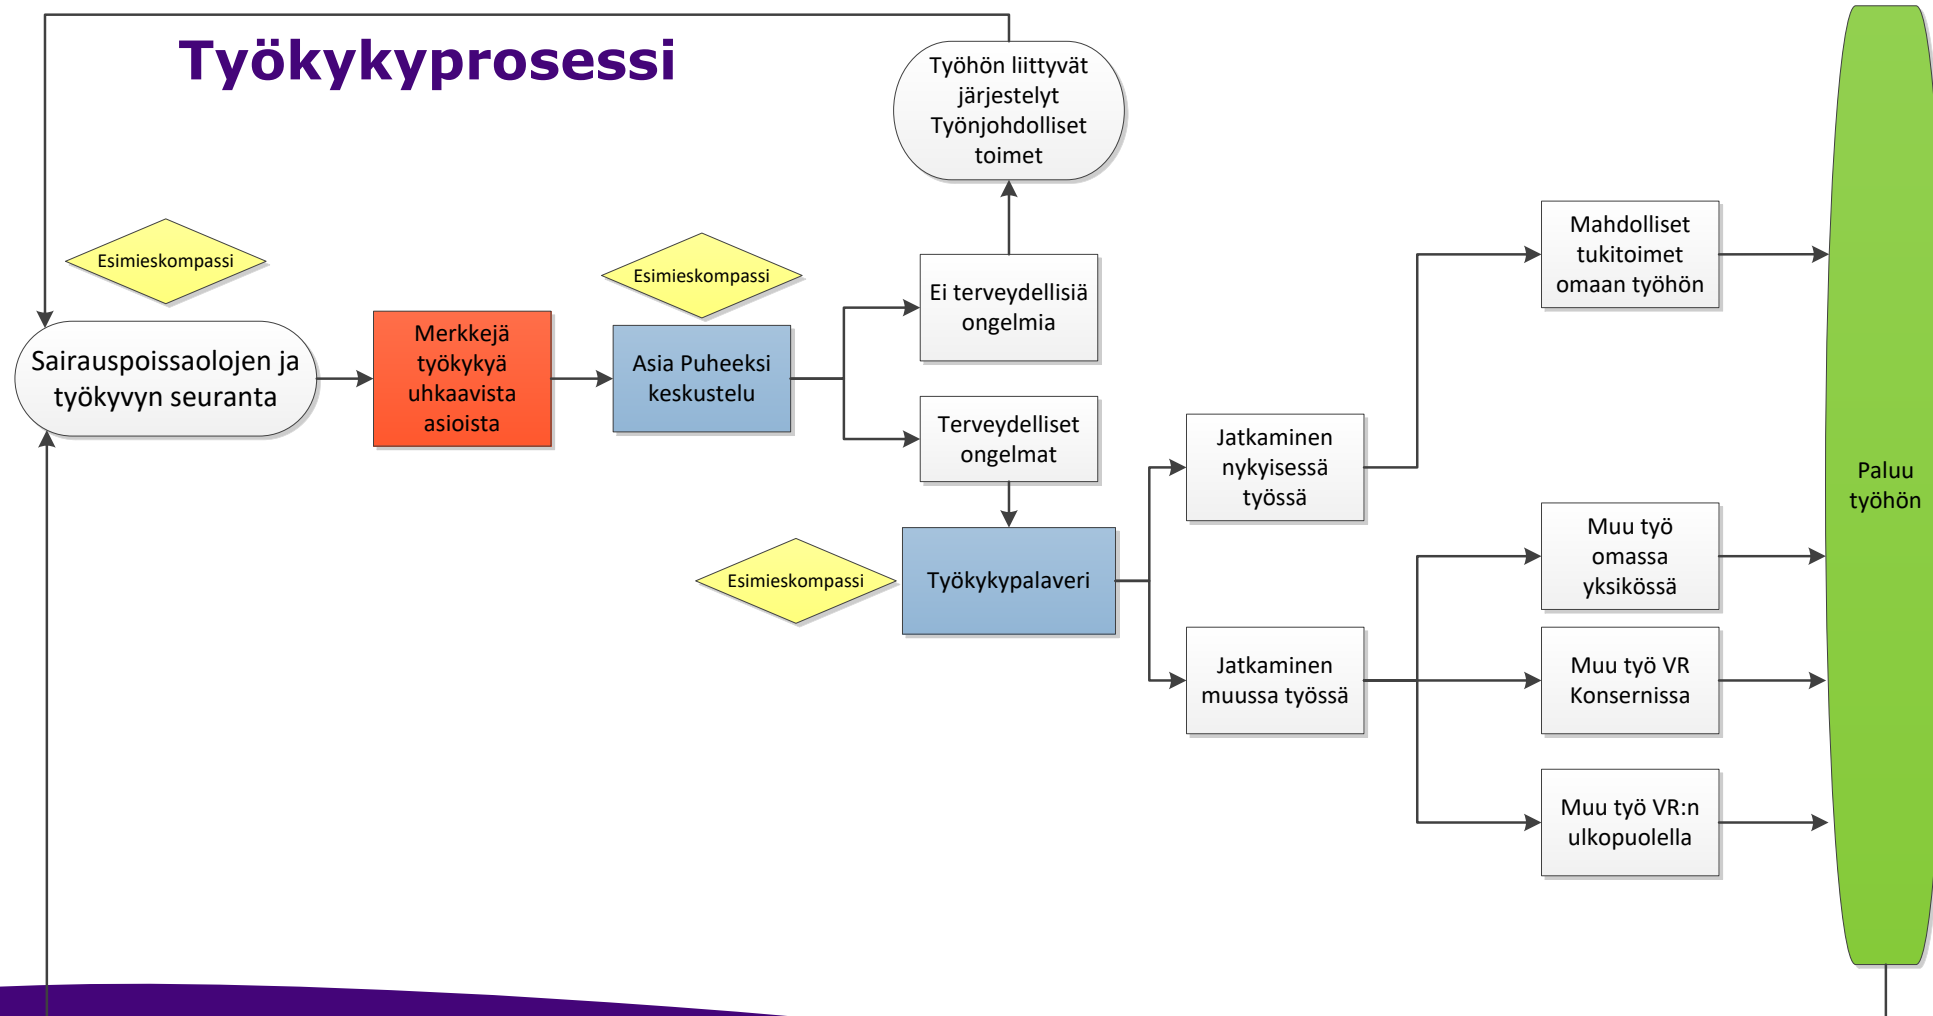 Työkykyprosessi
Työhön liittyvät
järjestelyt
Työnjohdolliset
toimet
Esimieskompassi
Sairauspoissaolojen ja
työkyvyn seuranta
Merkkejä
työkykyä
uhkaavista
asioista
Esimieskompassi
Asia Puheeksi
keskustelu
Ei terveydellisiä
ongelmia
Terveydelliset
ongelmat
Esimieskompassi
Työkykypalaveri
Jatkaminen
nykyisessä
työssä
Jatkaminen
muussa työssä
Mahdolliset
tukitoimet
omaan työhön
Muu työ
omassa
yksikössä
Muu työ VR
Konsernissa
Muu työ VR:n
ulkopuolella
Paluu
työhön